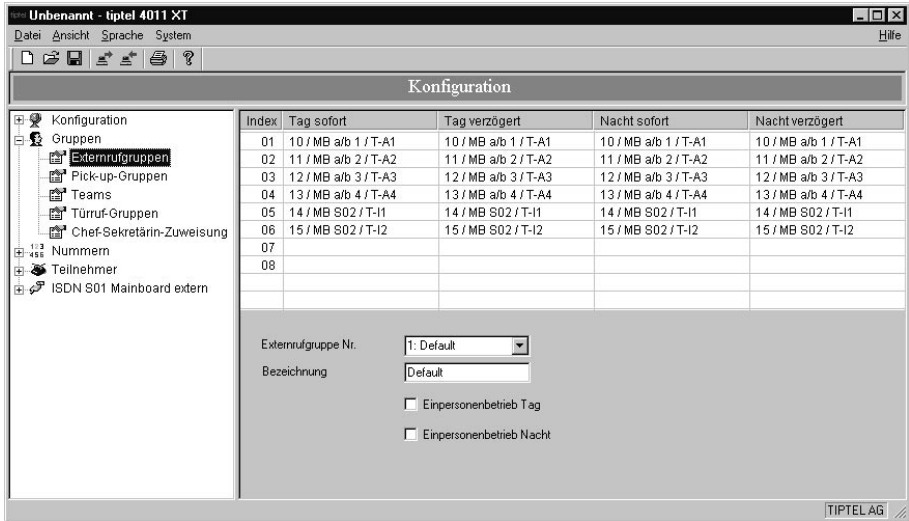 Unbenannt - tiptel 4011 XT
Datei Ansicht Sprache System Hilfe
Konfiguration
Konfiguration
Gruppen
Externrufgruppen
Pick-up-Gruppen
Teams
Türruf-Gruppen
Chef-Sekretärin-Zuweisung
Nummern
Teilnehmer
ISDN S01 Mainboard extern
Index Tag sofort Tag verzögert Nacht sofort Nacht verzögert
01 10 / MB a/b 1 / T-A1 10 / MB a/b 1 / T-A1 10 / MB a/b 1 / T-A1 10 / MB a/b 1 / T-A1
02 11 / MB a/b 2 / T-A2 11 / MB a/b 2 / T-A2 11 / MB a/b 2 / T-A2 11 / MB a/b 2 / T-A2
03 12 / MB a/b 3 / T-A3 12 / MB a/b 3 / T-A3 12 / MB a/b 3 / T-A3 12 / MB a/b 3 / T-A3
04 13 / MB a/b 4 / T-A4 13 / MB a/b 4 / T-A4 13 / MB a/b 4 / T-A4 13 / MB a/b 4 / T-A4
05 14 / MB S02 / T-I1 14 / MB S02 / T-I1 14 / MB S02 / T-I1 14 / MB S02 / T-I1
06 15 / MB S02 / T-I2 15 / MB S02 / T-I2 15 / MB S02 / T-I2 15 / MB S02 / T-I2
07
08
Externrufgruppe Nr. 1: Default
Bezeichnung Default
Einpersonenbetrieb Tag
Einpersonenbetrieb Nacht
TIPTEL AG